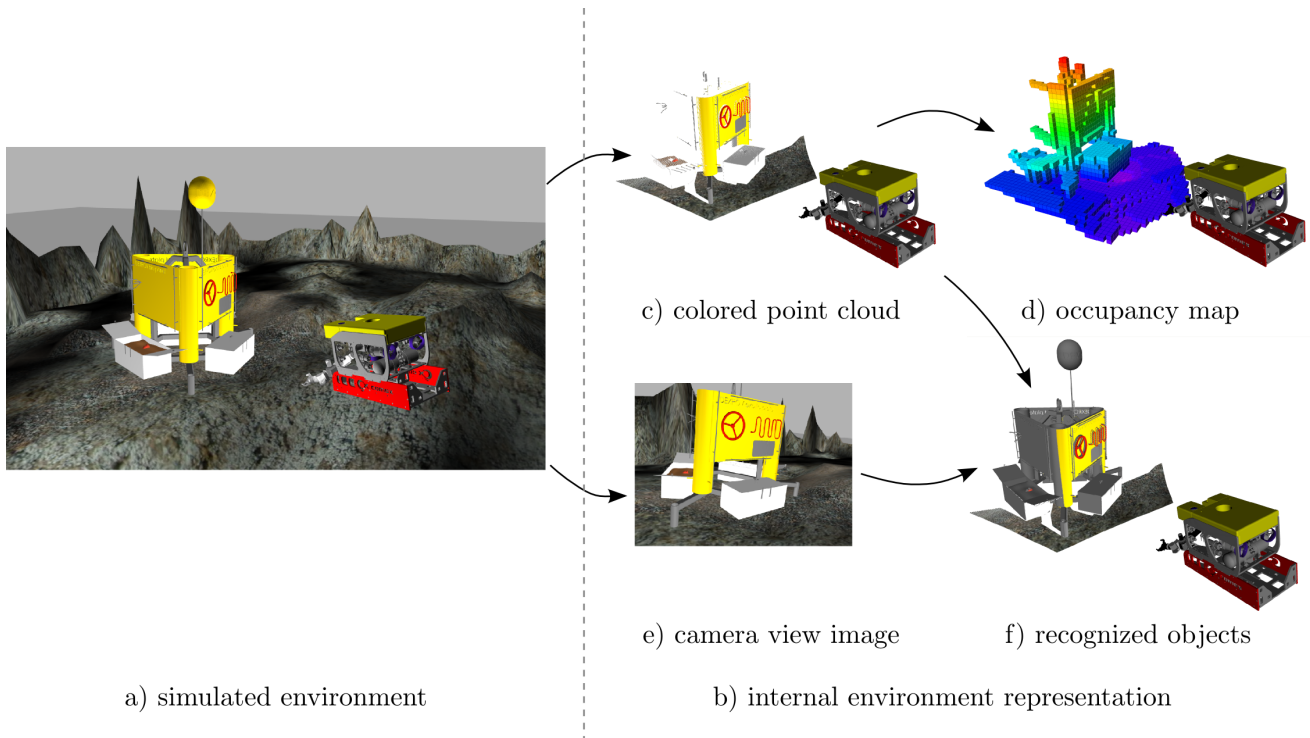 c) colored point cloud
d) occupancy map
e) camera view image
f) recognized objects
a) simulated environment
b) internal environment representation